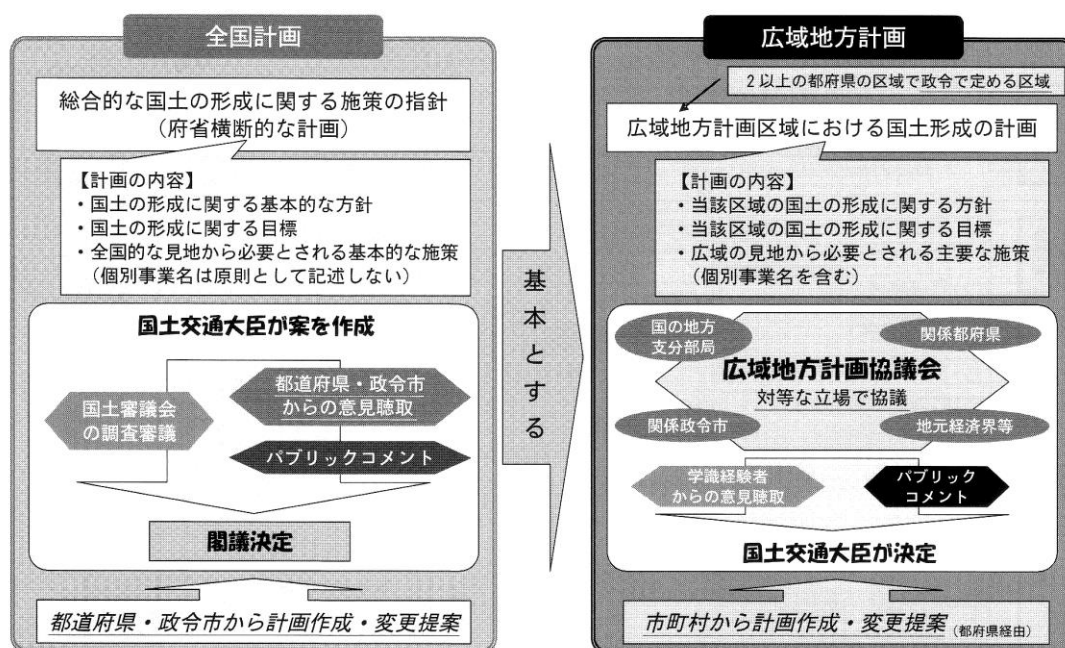 全国計画
総合的な国土の形成に関する施策の指針
（府省横断的な計画）
【計画の内容】
・国土の形成に関する基本的な方針
・国土の形成に関する目標
・全国的な見地から必要とされる基本的な施策
（個別事業名は原則として記述しない）
国土交通大臣が案を作成
国土審議会
の調査審議
都道府県・政令市
からの意見聴取
パブリックコメント
閣議決定
都道府県・政令市から計画作成・変更提案
基本とする
広域地方計画
２以上の都府県の区域で政令で定める区域
広域地方計画区域における国土形成の計画
【計画の内容】
・当該区域の国土の形成に関する方針
・当該区域の国土の形成に関する目標
・広域の見地から必要とされる主要な施策
（個別事業名を含む）
国の地方
支分部局
関係都府県
広域地方計画協議会
対等な立場で協議
関係政令市
地元経済界等
学識経験者
からの意見聴取
パブリック
コメント
国土交通大臣が決定
市町村から計画作成・変更提案（都府県経由）